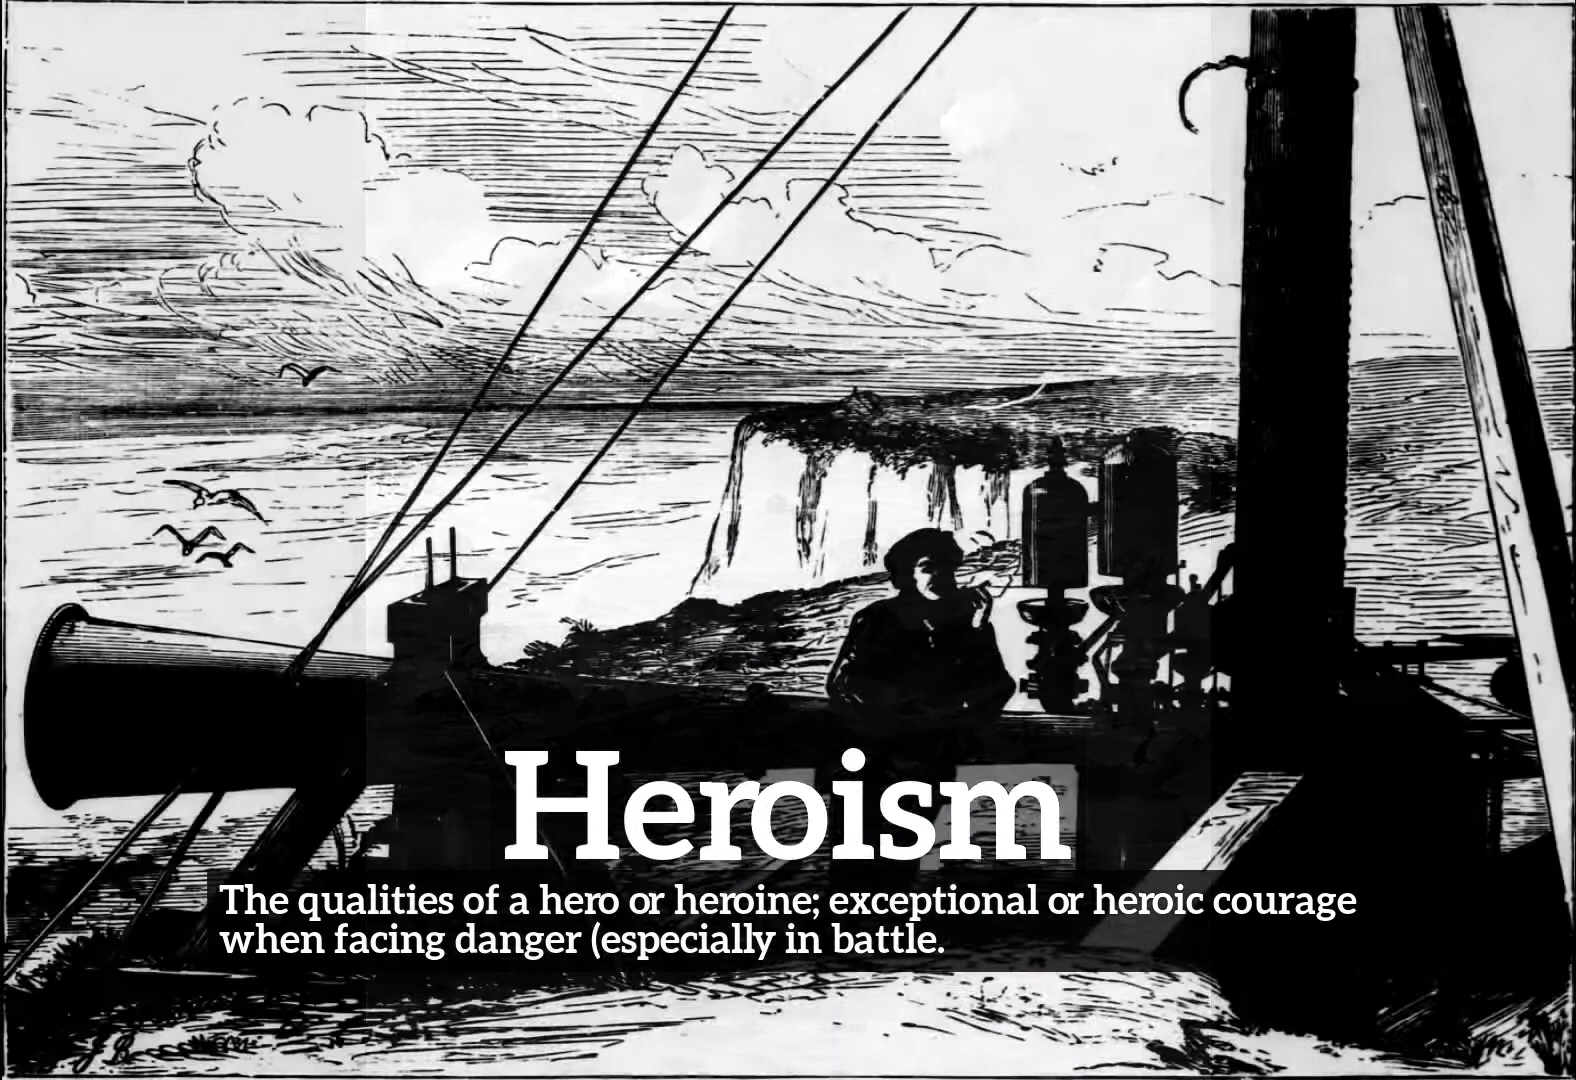 Heroism
The qualities of a hero or heroine; exceptional or heroic courage
when facing danger (especially in battle.